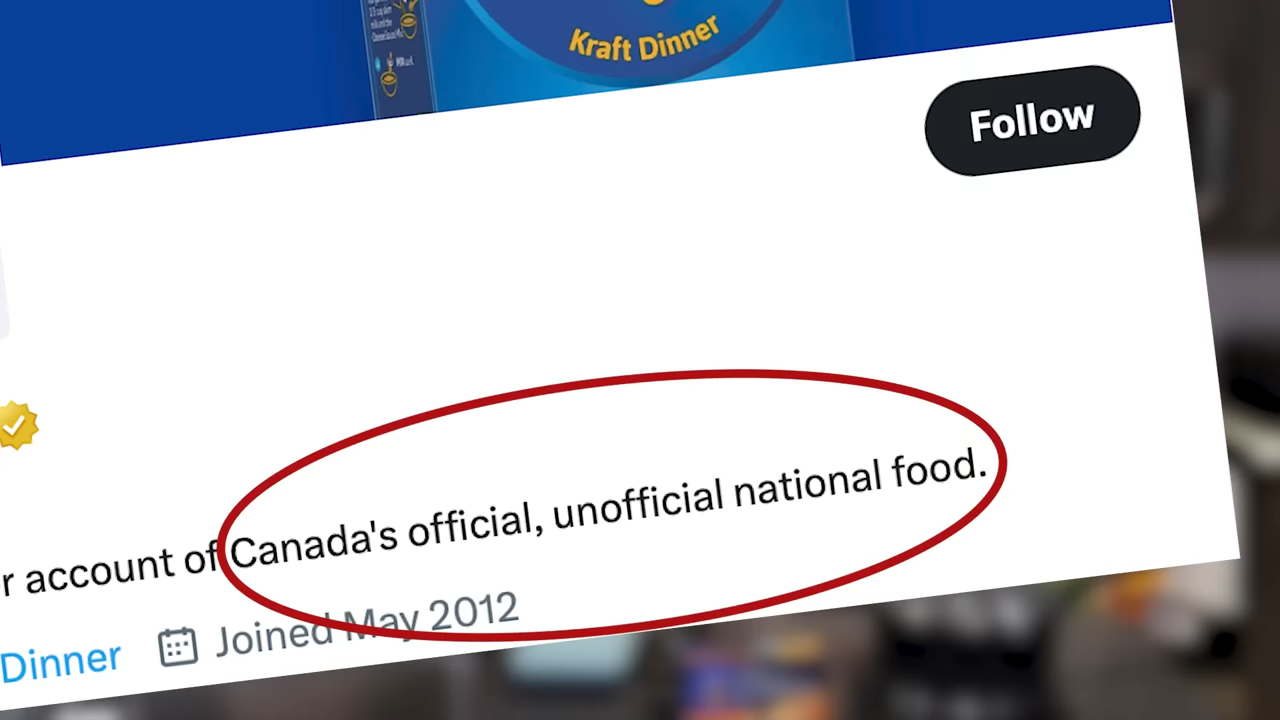 Kraft Dinner
Follow
r account of Canada's official, unofficial national food.
Dinner Joined May 2012